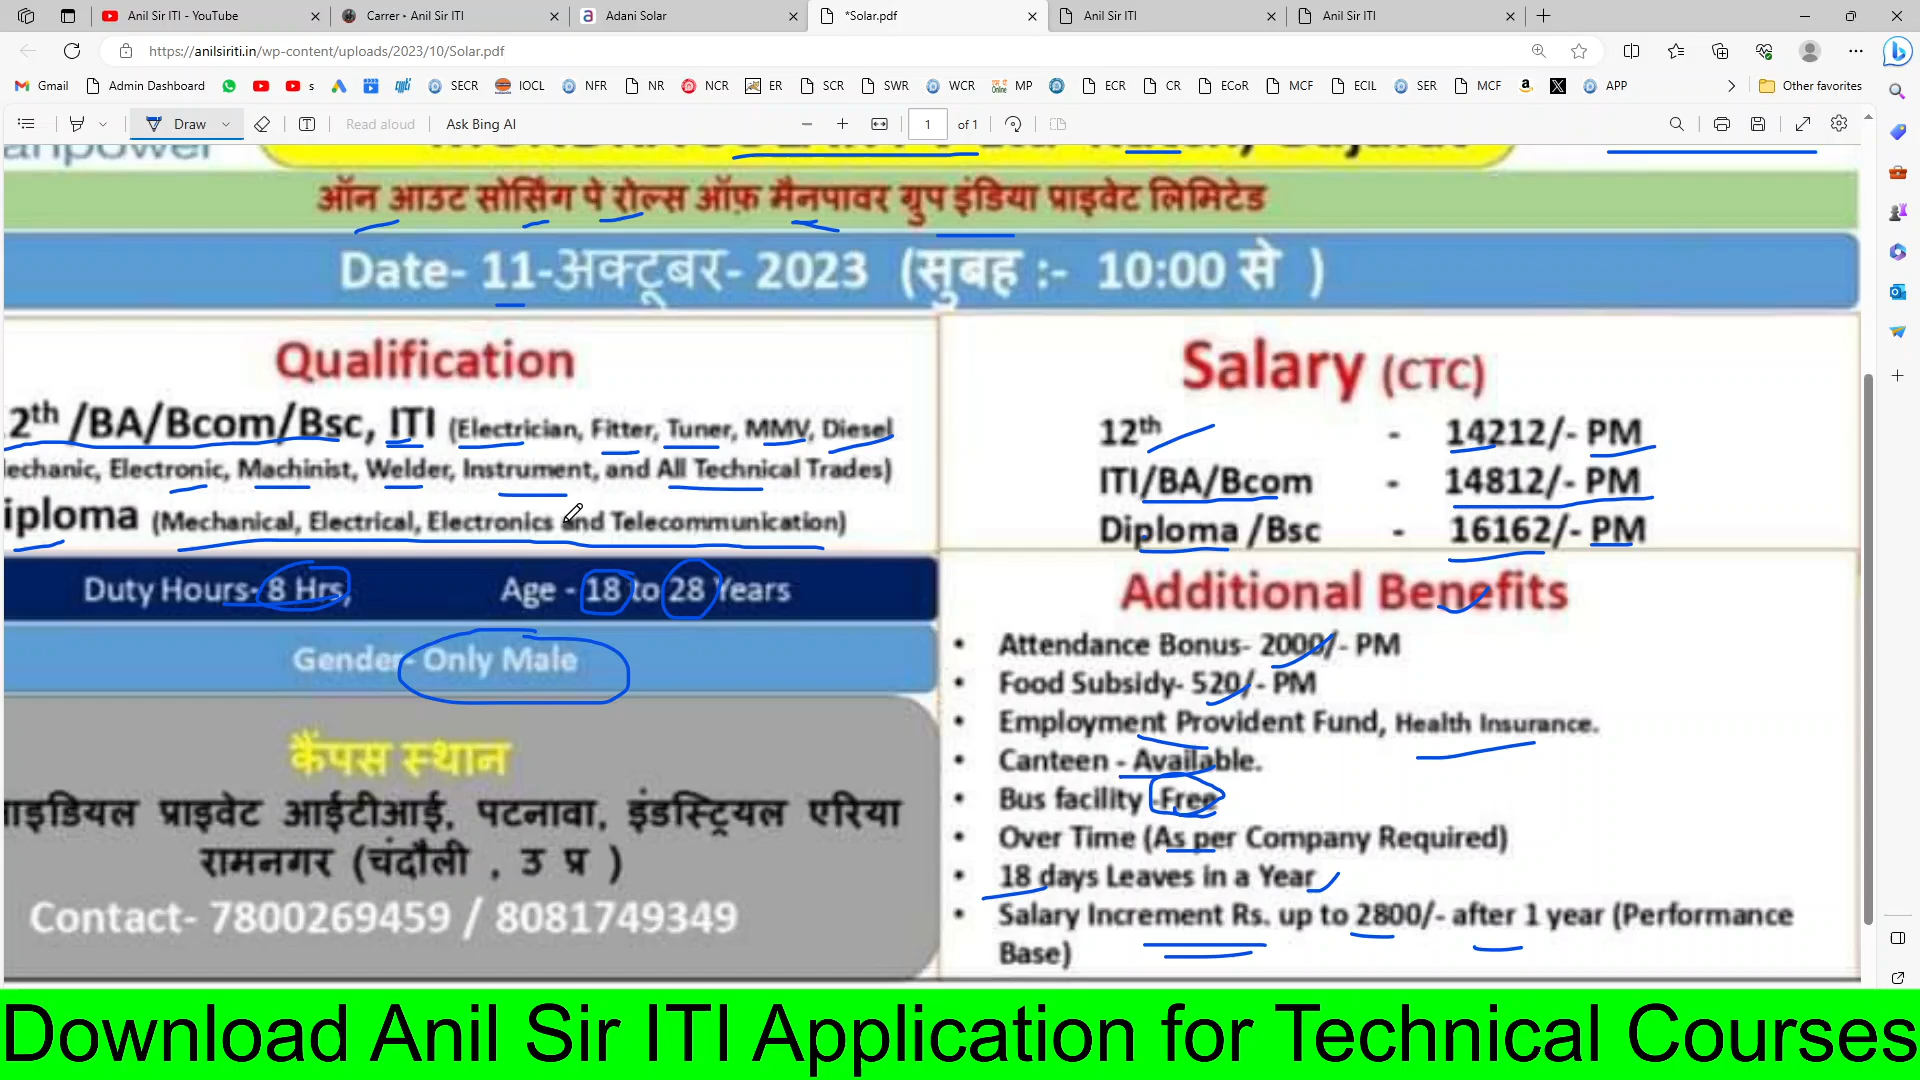 Anil Sir ITI - YouTube
Carrer • Anil Sir ITI
Adani Solar
*Solar.pdf
Anil Sir ITI
Anil Sir ITI
https://anilsiriti.in/wp-content/uploads/2023/10/Solar.pdf
Gmail Admin Dashboard s SECR IOCL NFR NR NCR ER SCR SWR WCR MP ECR CR ECoR MCF ECIL SER MCF APP Other favorites
Draw Read aloud Ask Bing AI 1 of 1
ऑन आउट सोर्सिंग पे रोल्स ऑफ़ मैनपावर ग्रुप इंडिया प्राइवेट लिमिटेड
Date- 11-अक्टूबर- 2023 (सुबह :- 10:00 से )
Qualification
2th /BA/Bcom/Bsc, ITI (Electrician, Fitter, Tuner, MMV, Diesel
echanic, Electronic, Machinist, Welder, Instrument, and All Technical Trades)
iploma (Mechanical, Electrical, Electronics and Telecommunication)
Duty Hours- 8 Hrs, Age - 18 to 28 Years
Gender- Only Male
कैंपस स्थान
प्राइवेट आईटीआई, पटनावा, इंडस्ट्रियल एरिया
रामनगर (चंदौली , उ प्र )
Contact- 7800269459 / 8081749349
Salary (CTC)
12th - 14212/- PM
ITI/BA/Bcom - 14812/- PM
Diploma /Bsc - 16162/- PM
Additional Benefits
• Attendance Bonus- 2000/- PM
• Food Subsidy- 520/- PM
• Employment Provident Fund, Health Insurance.
• Canteen - Available.
• Bus facility -Free
• Over Time (As per Company Required)
• 18 days Leaves in a Year
• Salary Increment Rs. up to 2800/- after 1 year (Performance
Base)
Download Anil Sir ITI Application for Technical Courses